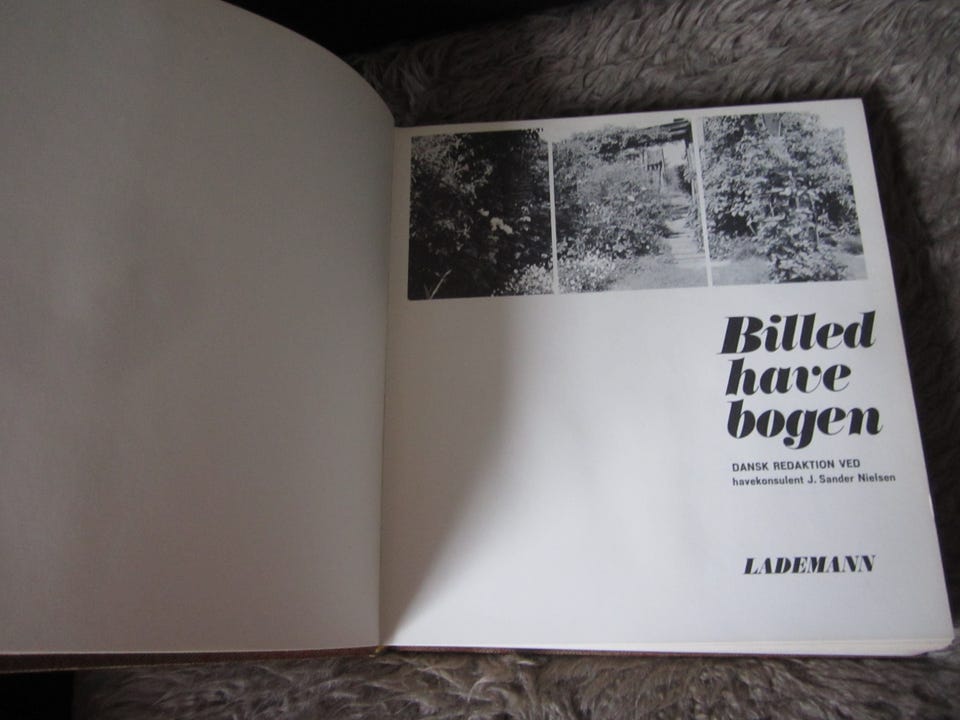 Billed
have
bogen
DANSK REDAKTION VED
havekonsulent J. Sander Nielsen
LADEMANN